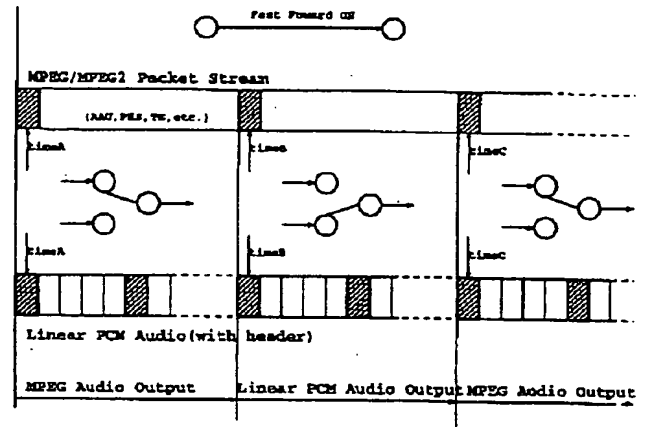 Fast Forward ON
MPEG/MPEG2 Packet Stream
(AAU, PES, TS, etc.)
timeA
timeB
timeC
timeA
timeB
timeC
Linear PCM Audio(with header)
MPEG Audio Output
Linear PCM Audio Output
MPEG Audio Output